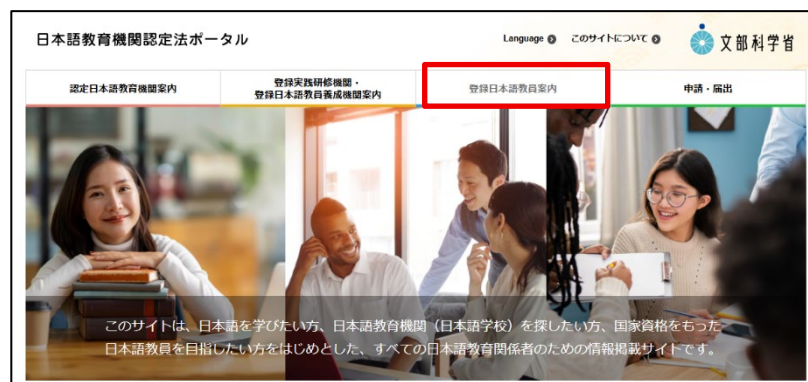 日本語教育機関認定法ポータル
Language
このサイトについて
文部科学省
認定日本語教育機関案内
登録実践研修機関・
登録日本語教員養成機関案内
登録日本語教員案内
申請・届出
このサイトは、日本語を学びたい方、日本語教育機関（日本語学校）を探したい方、国家資格をもった
日本語教員を目指したい方をはじめとした、すべての日本語教育関係者のための情報掲載サイトです。